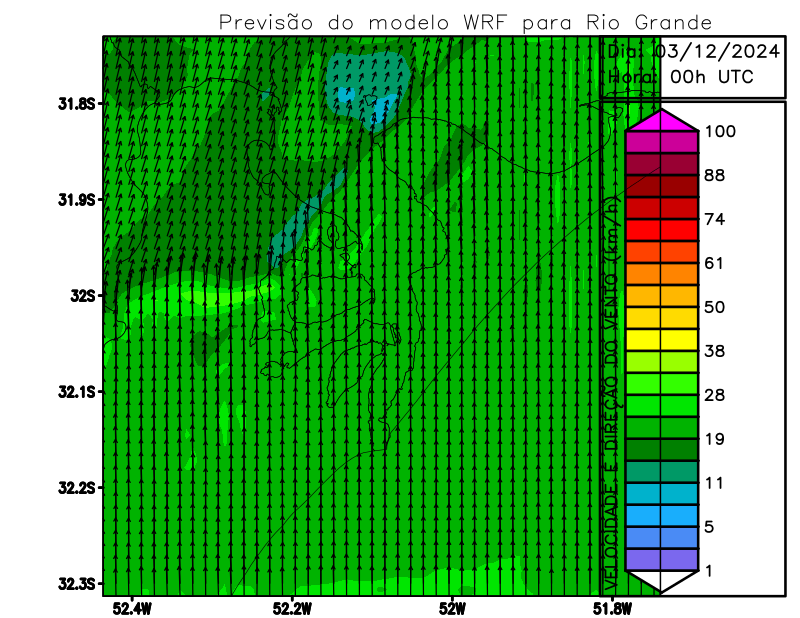 Previsão do modelo WRF para Rio Grande
Dia: 03/12/2024
Hora: 00h UTC
31.8S
31.9S
32S
32.1S
32.2S
32.3S
52.4W
52.2W
52W
51.8W
VELOCIDADE E DIREÇÃO DO VENTO (km/h)
100
88
74
61
50
38
28
19
11
5
1